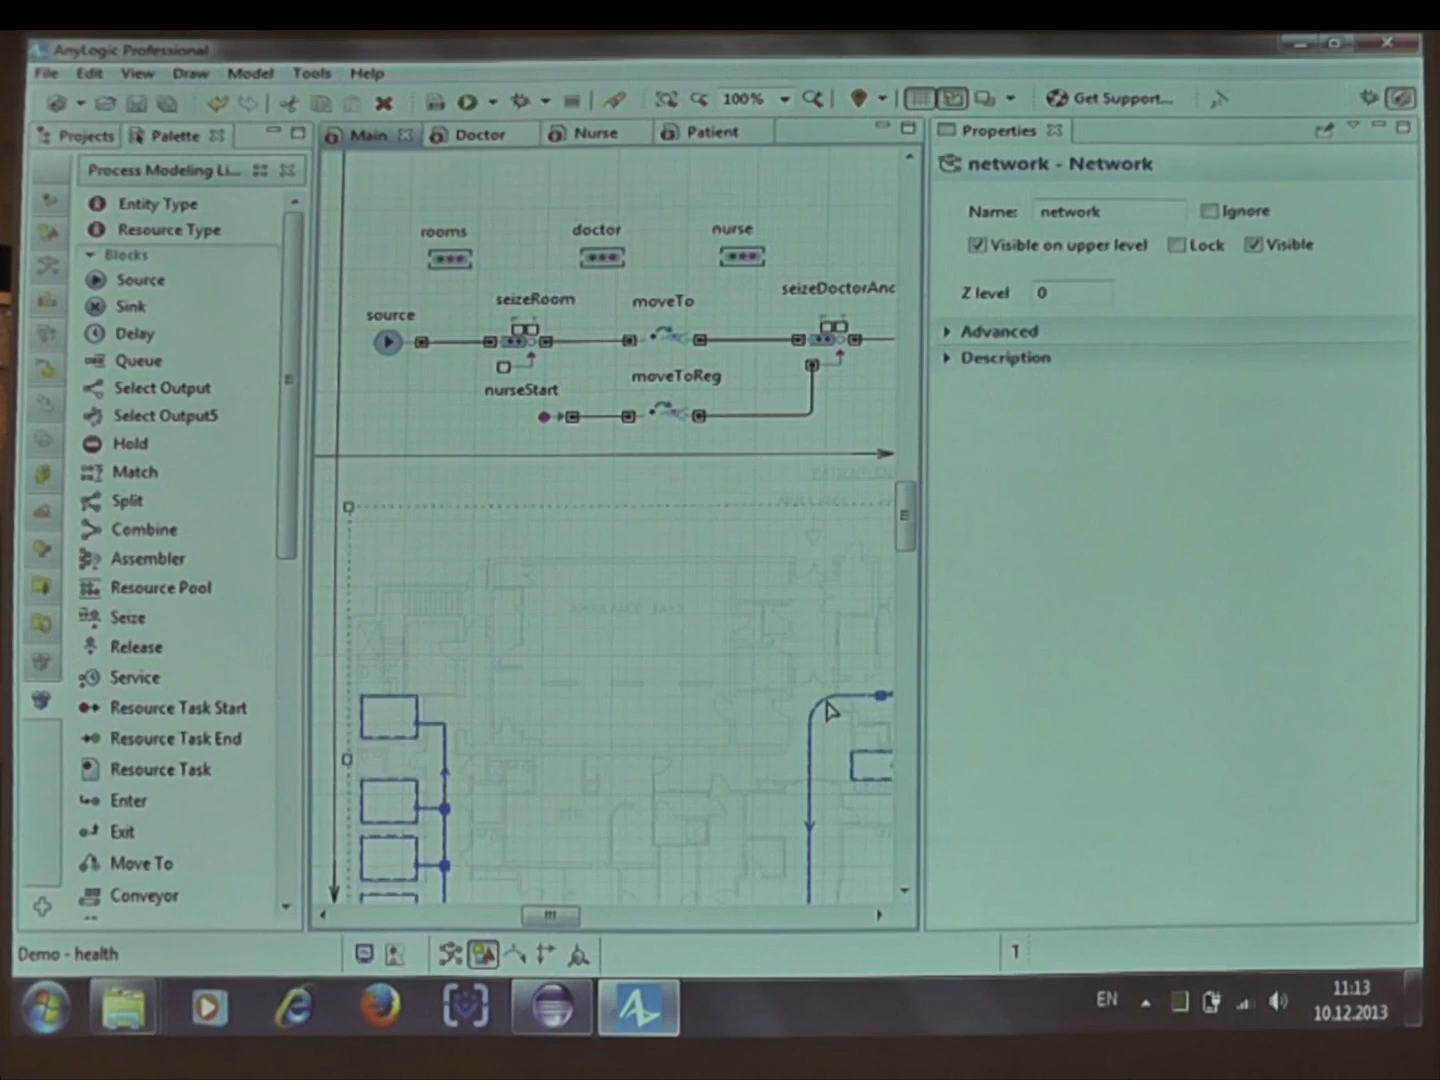 AnyLogic Professional
File Edit View Draw Model Tools Help
100% Get Support...
Projects Palette
Main Doctor Nurse Patient
Properties
Process Modeling Li...
Entity Type
Resource Type
Blocks
Source
Sink
Delay
Queue
Select Output
Select Output5
Hold
Match
Split
Combine
Assembler
Resource Pool
Seize
Release
Service
Resource Task Start
Resource Task End
Resource Task
Enter
Exit
Move To
Conveyor
rooms doctor nurse
source seizeRoom moveTo seizeDoctorAnc
nurseStart moveToReg
AMBULANCE
AMBULANCE BAYS
network - Network
Name: network Ignore
Visible on upper level Lock Visible
Z level 0
Advanced
Description
Demo - health
1
EN
11:13
10.12.2013